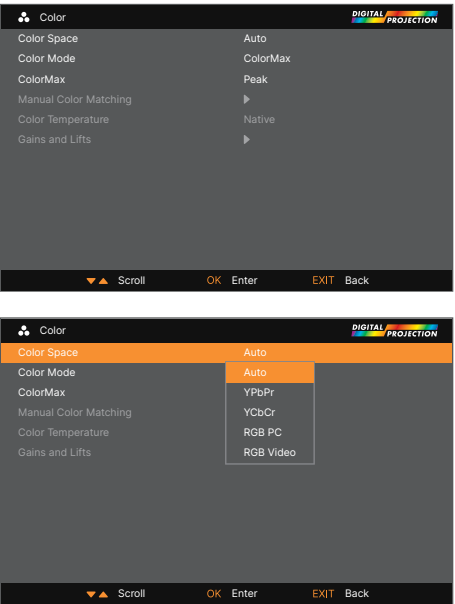 Color
DIGITAL PROJECTION
Color Space Auto
Color Mode ColorMax
ColorMax Peak
Manual Color Matching
Color Temperature Native
Gains and Lifts
Scroll OK Enter EXIT Back
Color
DIGITAL PROJECTION
Color Space Auto
Color Mode Auto
ColorMax YPbPr
Manual Color Matching YCbCr
Color Temperature RGB PC
Gains and Lifts RGB Video
Scroll OK Enter EXIT Back